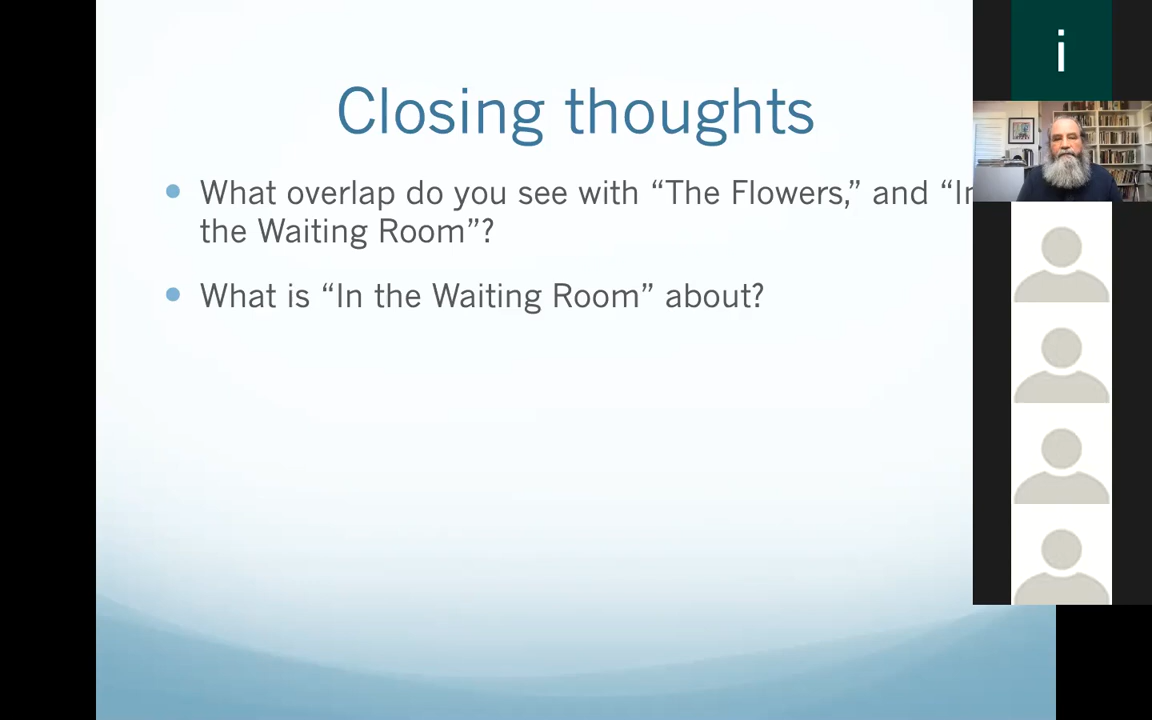 Closing thoughts
• What overlap do you see with “The Flowers,” and “In
the Waiting Room”?
• What is “In the Waiting Room” about?
i